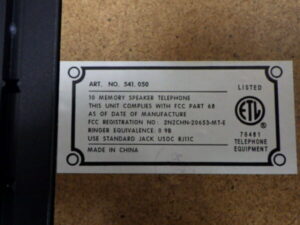 ART. NO. 541.050
10 MEMORY SPEAKER TELEPHONE
THIS UNIT COMPLIES WITH FCC PART 68
AS OF DATE OF MANUFACTURE
FCC REGISTRATION NO.: 2N2CHN-20653-MT-E
RINGER EQUIVALENCE: 0.9B
USE STANDARD JACK USOC RJ11C
MADE IN CHINA
LISTED
ETL
76481
TELEPHONE
EQUIPMENT